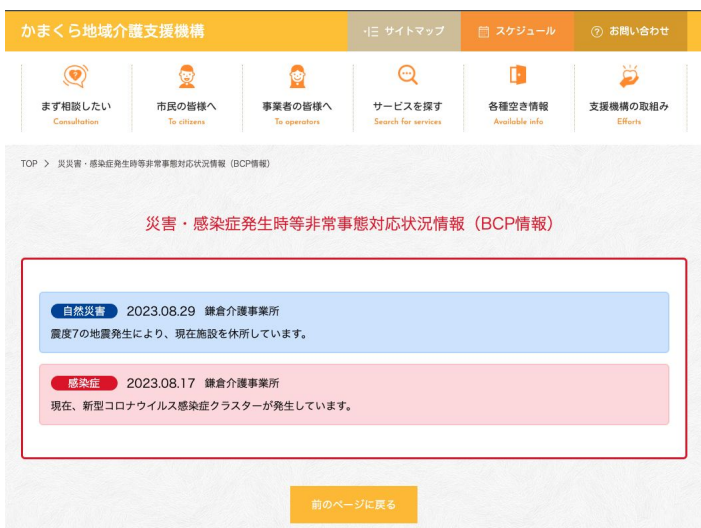 かまくら地域介護支援機構
サイトマップ
スケジュール
お問い合わせ
まず相談したい
Consultation
市民の皆様へ
To citizens
事業者の皆様へ
To operators
サービスを探す
Search for services
各種空き情報
Available info
支援機構の取組み
Efforts
TOP > 災災害・感染症発生時等非常事態対応状況情報（BCP情報）
災害・感染症発生時等非常事態対応状況情報（BCP情報）
自然災害 2023.08.29 鎌倉介護事業所
震度7の地震発生により、現在施設を休所しています。
感染症 2023.08.17 鎌倉介護事業所
現在、新型コロナウイルス感染症クラスターが発生しています。
前のページに戻る